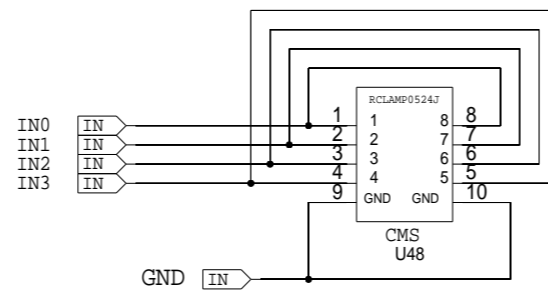 RCLAMP0524J
IN0 IN 1 1 8 8
IN1 IN 2 2 7 7
IN2 IN 3 3 6 6
IN3 IN 4 4 5 5
9 GND GND 10
CMS
U48
GND IN